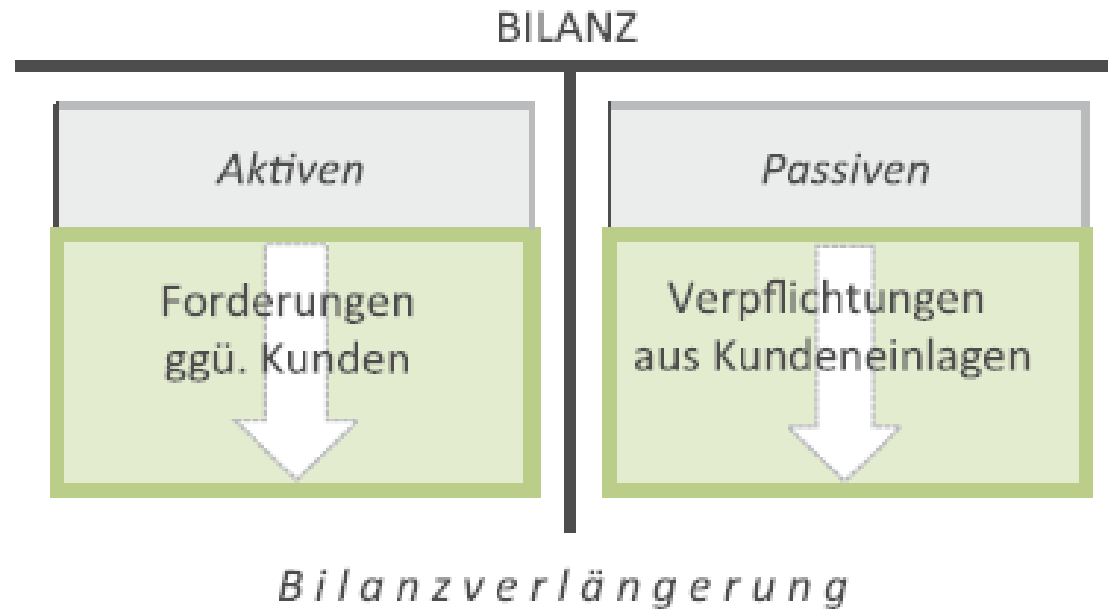 BILANZ
Aktiven
Passiven
Forderungen
ggü. Kunden
Verpflichtungen
aus Kundeneinlagen
Bilanzverlängerung